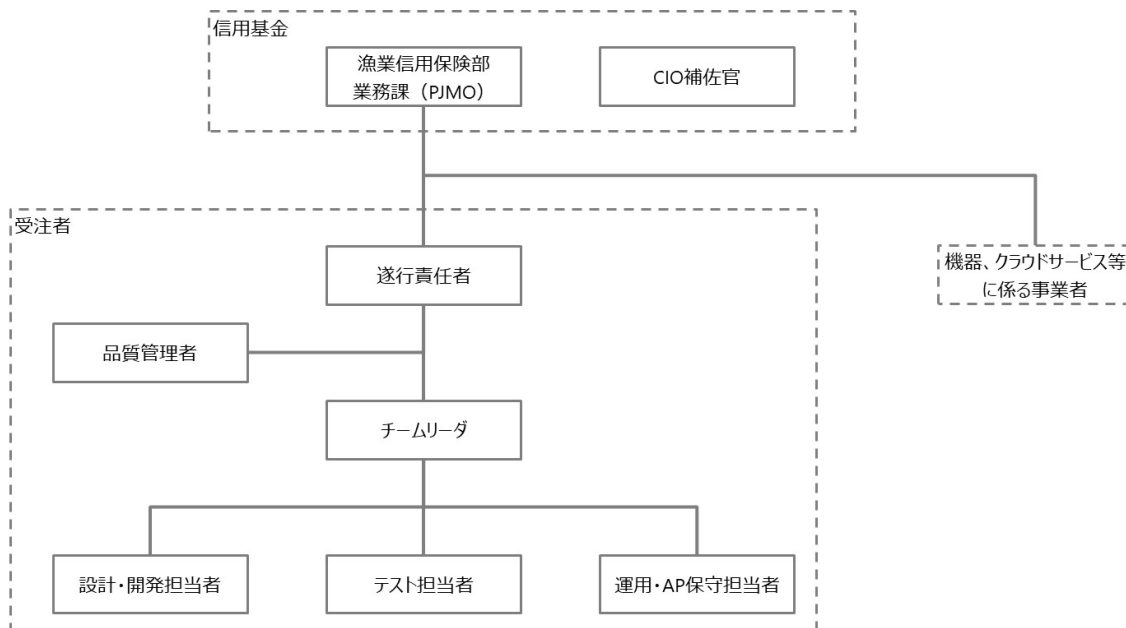 信用基金
漁業信用保険部
業務課（PJMO）
CIO補佐官
受注者
遂行責任者
機器、クラウドサービス等
に係る事業者
品質管理者
チームリーダ
設計・開発担当者
テスト担当者
運用・AP保守担当者